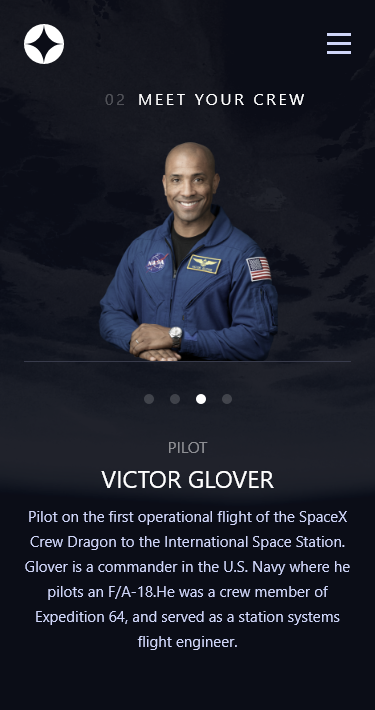 02 MEET YOUR CREW
NASA
PILOT
VICTOR GLOVER
Pilot on the first operational flight of the SpaceX
Crew Dragon to the International Space Station.
Glover is a commander in the U.S. Navy where he
pilots an F/A-18.He was a crew member of
Expedition 64, and served as a station systems
flight engineer.